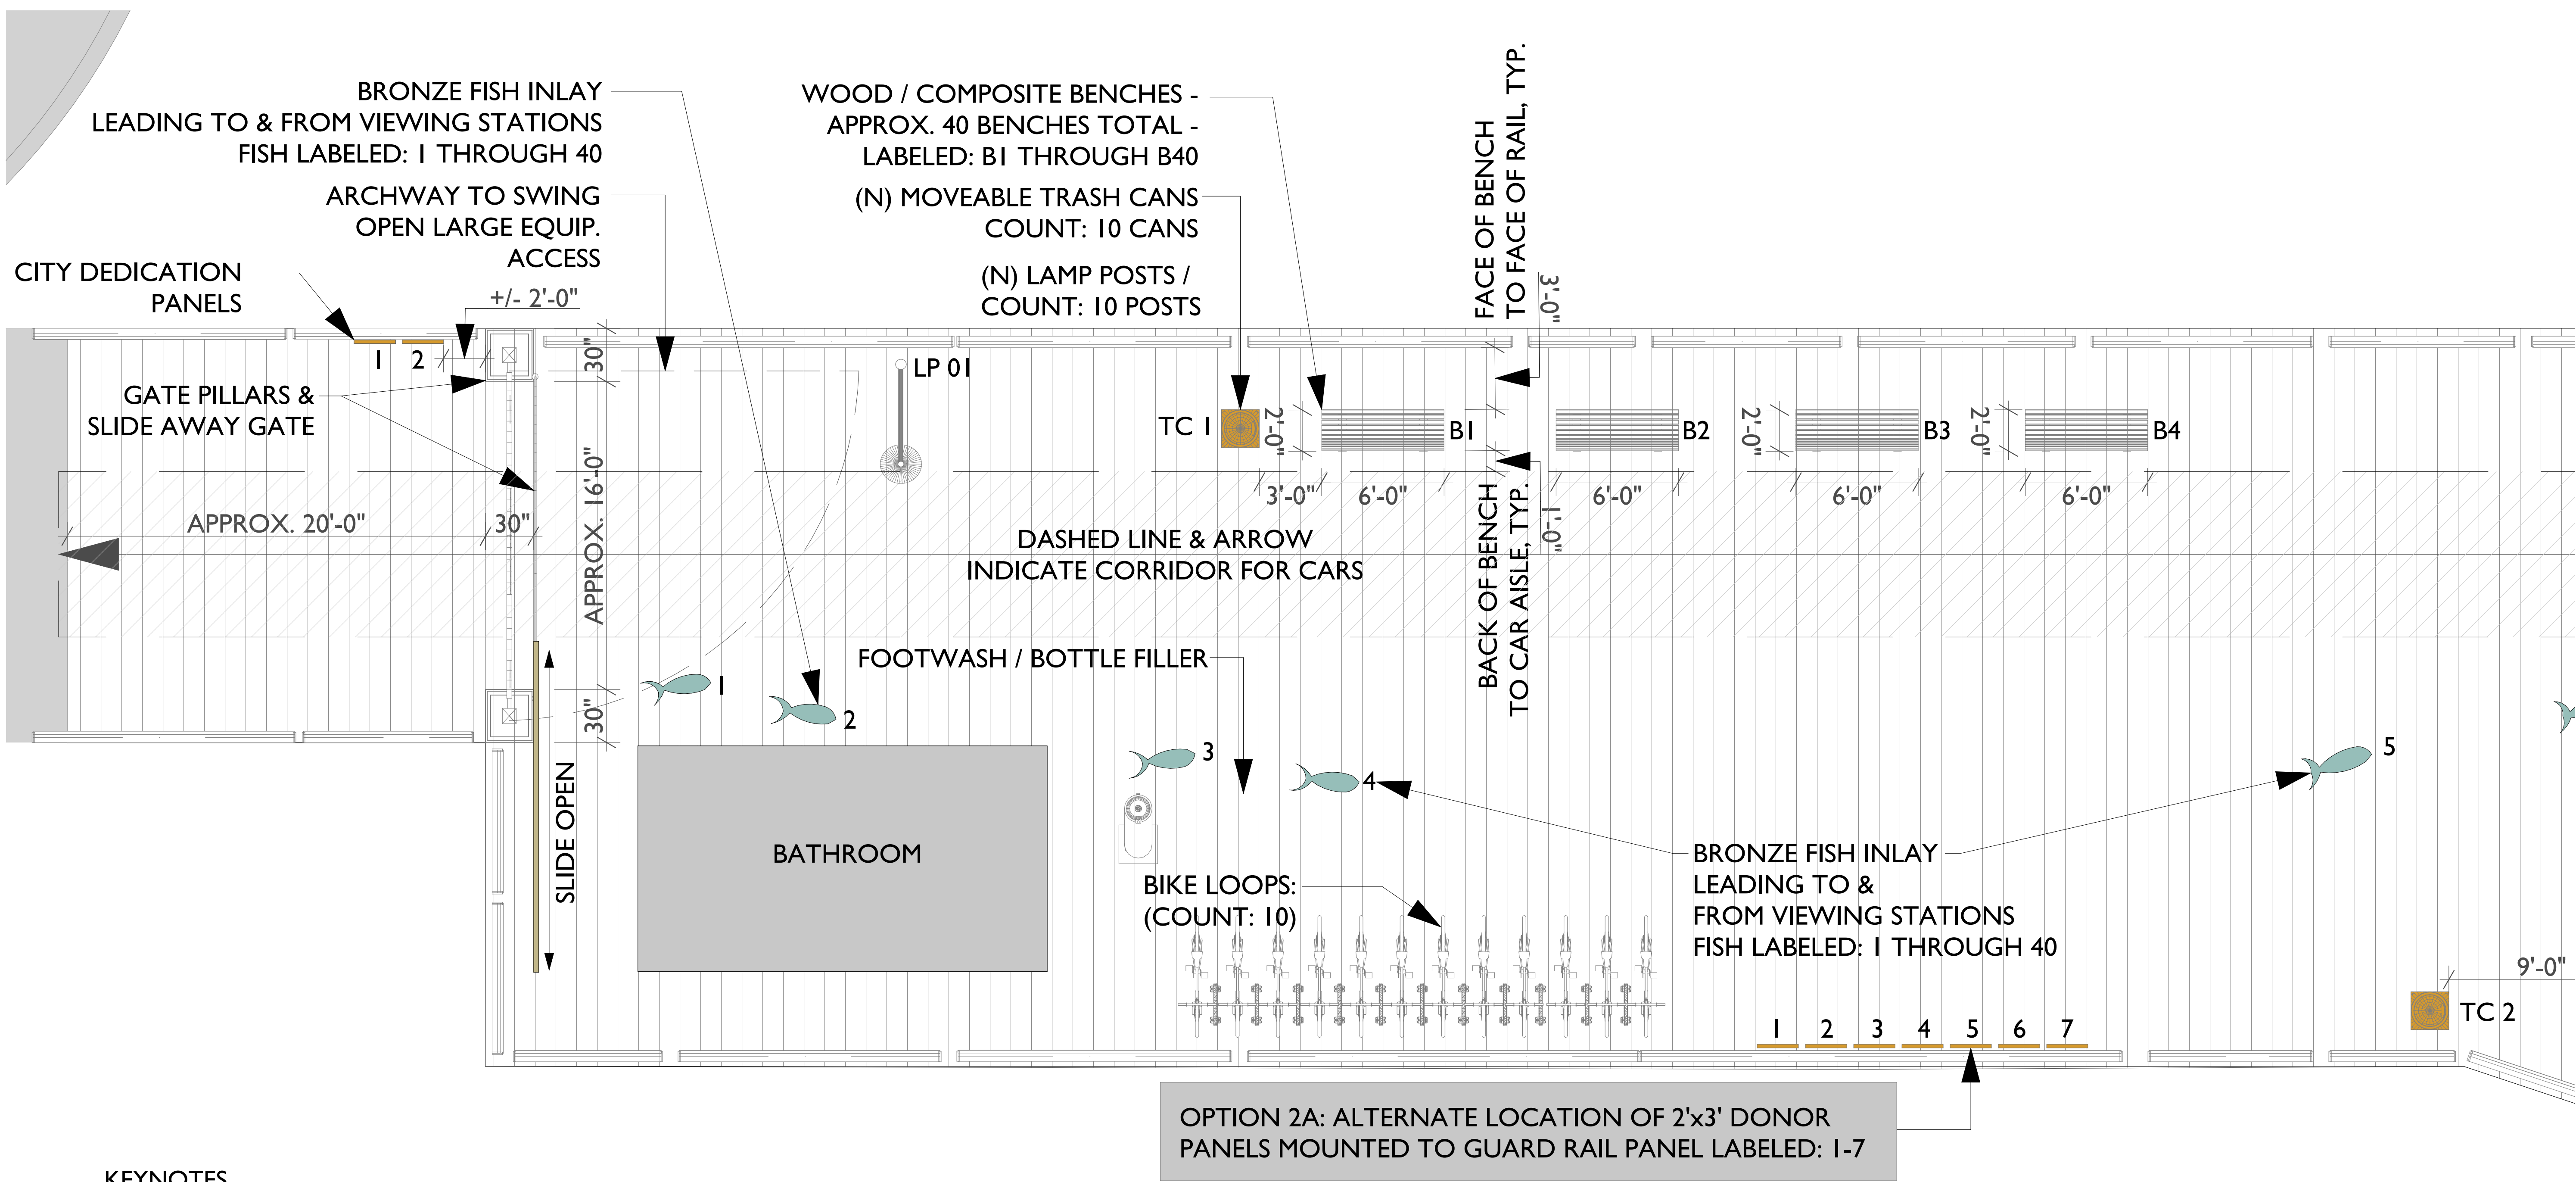 BRONZE FISH INLAY
LEADING TO & FROM VIEWING STATIONS
FISH LABELED: 1 THROUGH 40
ARCHWAY TO SWING
OPEN LARGE EQUIP.
ACCESS
CITY DEDICATION
PANELS
+/- 2'-0"
WOOD / COMPOSITE BENCHES -
APPROX. 40 BENCHES TOTAL -
LABELED: B1 THROUGH B40
(N) MOVEABLE TRASH CANS
COUNT: 10 CANS
(N) LAMP POSTS /
COUNT: 10 POSTS
FACE OF BENCH
TO FACE OF RAIL, TYP.
3'-0"
1
2
30"
LP 01
GATE PILLARS &
SLIDE AWAY GATE
TC 1
2'-0"
B1
B2
2'-0"
B3
2'-0"
B4
3'-0"
6'-0"
6'-0"
6'-0"
6'-0"
APPROX. 20'-0"
30"
APPROX. 16'-0"
DASHED LINE & ARROW
INDICATE CORRIDOR FOR CARS
BACK OF BENCH
TO CAR AISLE, TYP.
1'-0"
FOOTWASH / BOTTLE FILLER
1
2
30"
3
4
5
SLIDE OPEN
BATHROOM
BIKE LOOPS:
(COUNT: 10)
BRONZE FISH INLAY
LEADING TO &
FROM VIEWING STATIONS
FISH LABELED: 1 THROUGH 40
9'-0"
TC 2
1
2
3
4
5
6
7
OPTION 2A: ALTERNATE LOCATION OF 2'x3' DONOR
PANELS MOUNTED TO GUARD RAIL PANEL LABELED: 1-7
KEYNOTES